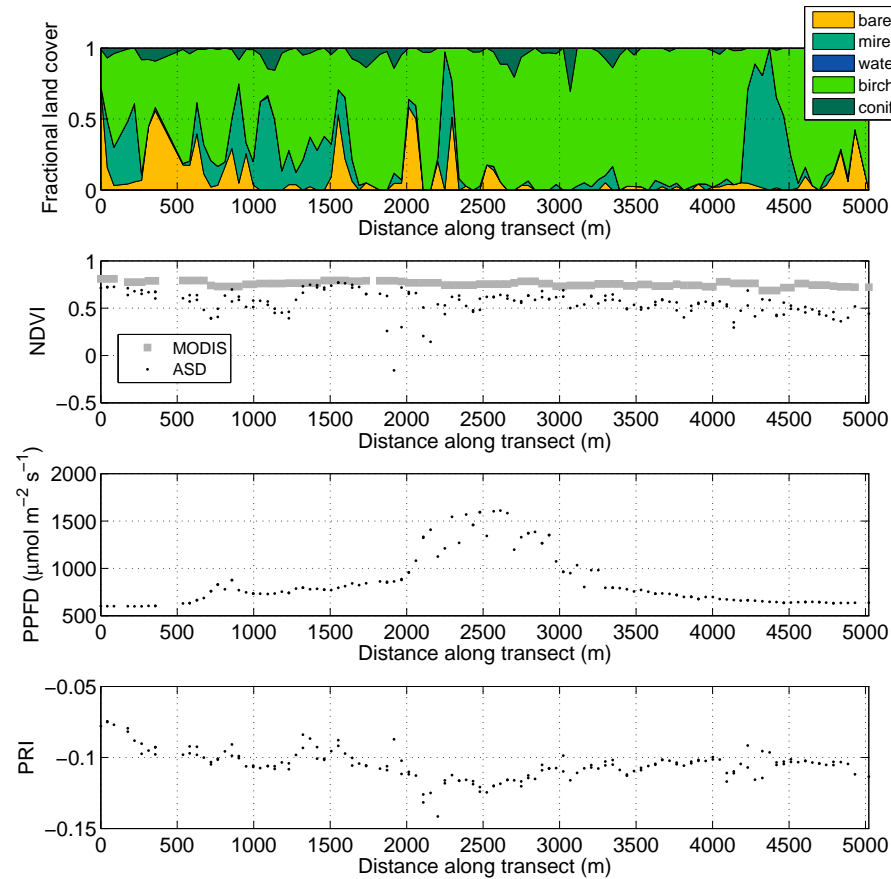 bare
mire
wate
birch
conif
Fractional land cover
1
0.5
0
0 500 1000 1500 2000 2500 3000 3500 4000 4500 5000
Distance along transect (m)
NDVI
1
0.5
0
−0.5
MODIS
ASD
0 500 1000 1500 2000 2500 3000 3500 4000 4500 5000
Distance along transect (m)
PPFD (μmol m⁻² s⁻¹)
2000
1500
1000
500
0 500 1000 1500 2000 2500 3000 3500 4000 4500 5000
Distance along transect (m)
PRI
−0.05
−0.1
−0.15
0 500 1000 1500 2000 2500 3000 3500 4000 4500 5000
Distance along transect (m)